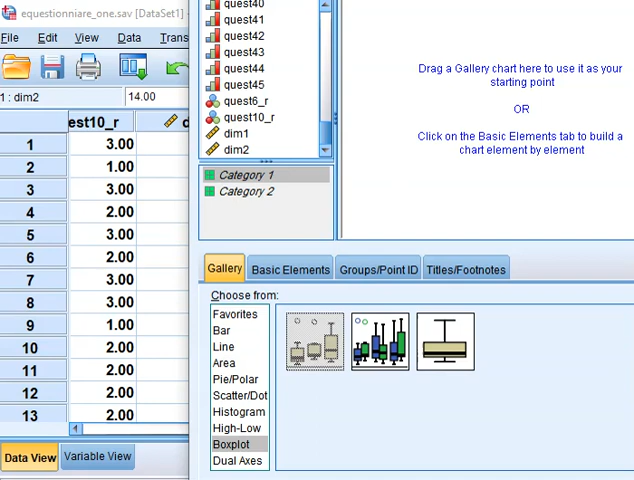 equestionniare_one.sav [DataSet1] -
File Edit View Data Trans
1 : dim2 14.00
est10_r d
1 3.00
2 1.00
3 3.00
4 2.00
5 3.00
6 2.00
7 3.00
8 3.00
9 1.00
10 2.00
11 2.00
12 2.00
13 2.00
Data View Variable View
quest40
quest41
quest42
quest43
quest44
quest45
quest6_r
quest10_r
dim1
dim2
Category 1
Category 2
Drag a Gallery chart here to use it as your
starting point
OR
Click on the Basic Elements tab to build a
chart element by element
Gallery Basic Elements Groups/Point ID Titles/Footnotes
Choose from:
Favorites
Bar
Line
Area
Pie/Polar
Scatter/Dot
Histogram
High-Low
Boxplot
Dual Axes